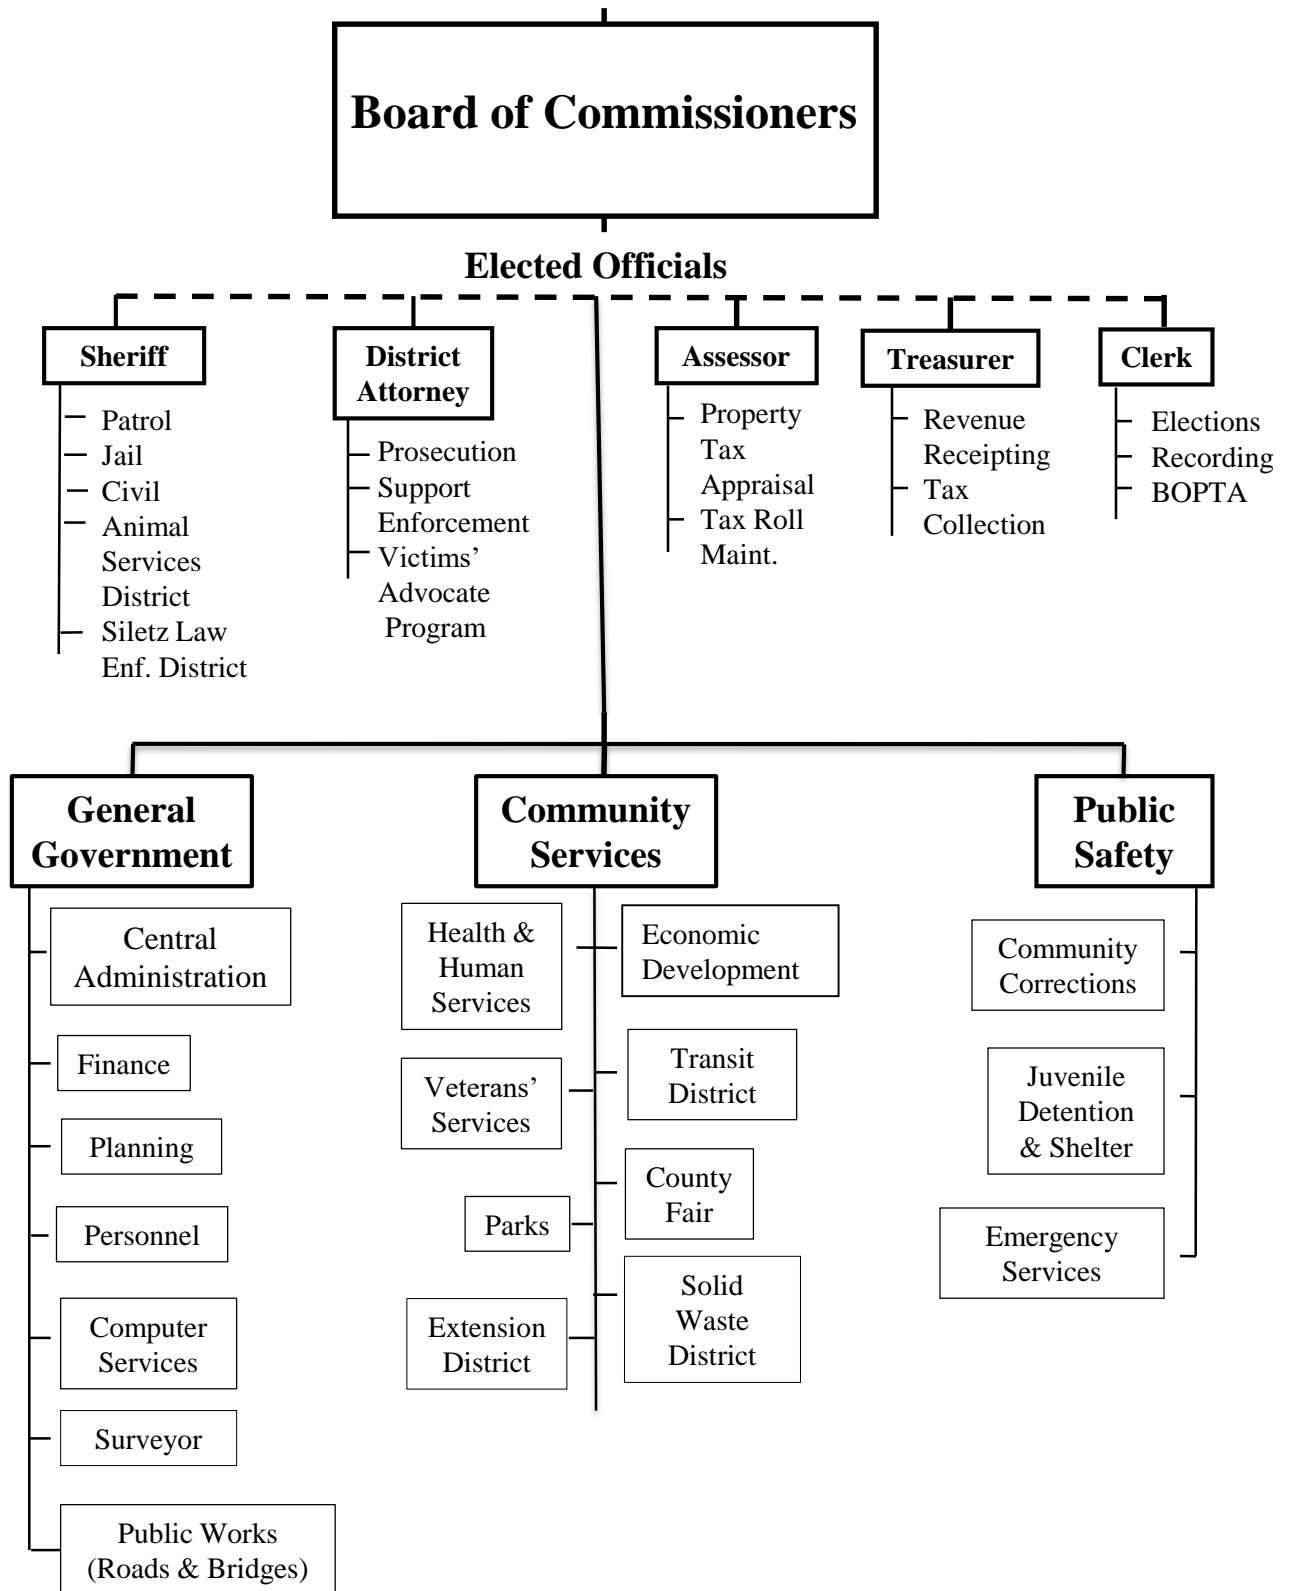 Board of Commissioners
Elected Officials
Sheriff
Patrol
Jail
Civil
Animal
Services
District
Siletz Law
Enf. District
District
Attorney
Prosecution
Support
Enforcement
Victims’
Advocate
Program
Assessor
Property
Tax
Appraisal
Tax Roll
Maint.
Treasurer
Revenue
Receipting
Tax
Collection
Clerk
Elections
Recording
BOPTA
General
Government
Central
Administration
Finance
Planning
Personnel
Computer
Services
Surveyor
Public Works
(Roads & Bridges)
Community
Services
Health &
Human
Services
Economic
Development
Veterans’
Services
Transit
District
Parks
County
Fair
Extension
District
Solid
Waste
District
Public
Safety
Community
Corrections
Juvenile
Detention
& Shelter
Emergency
Services